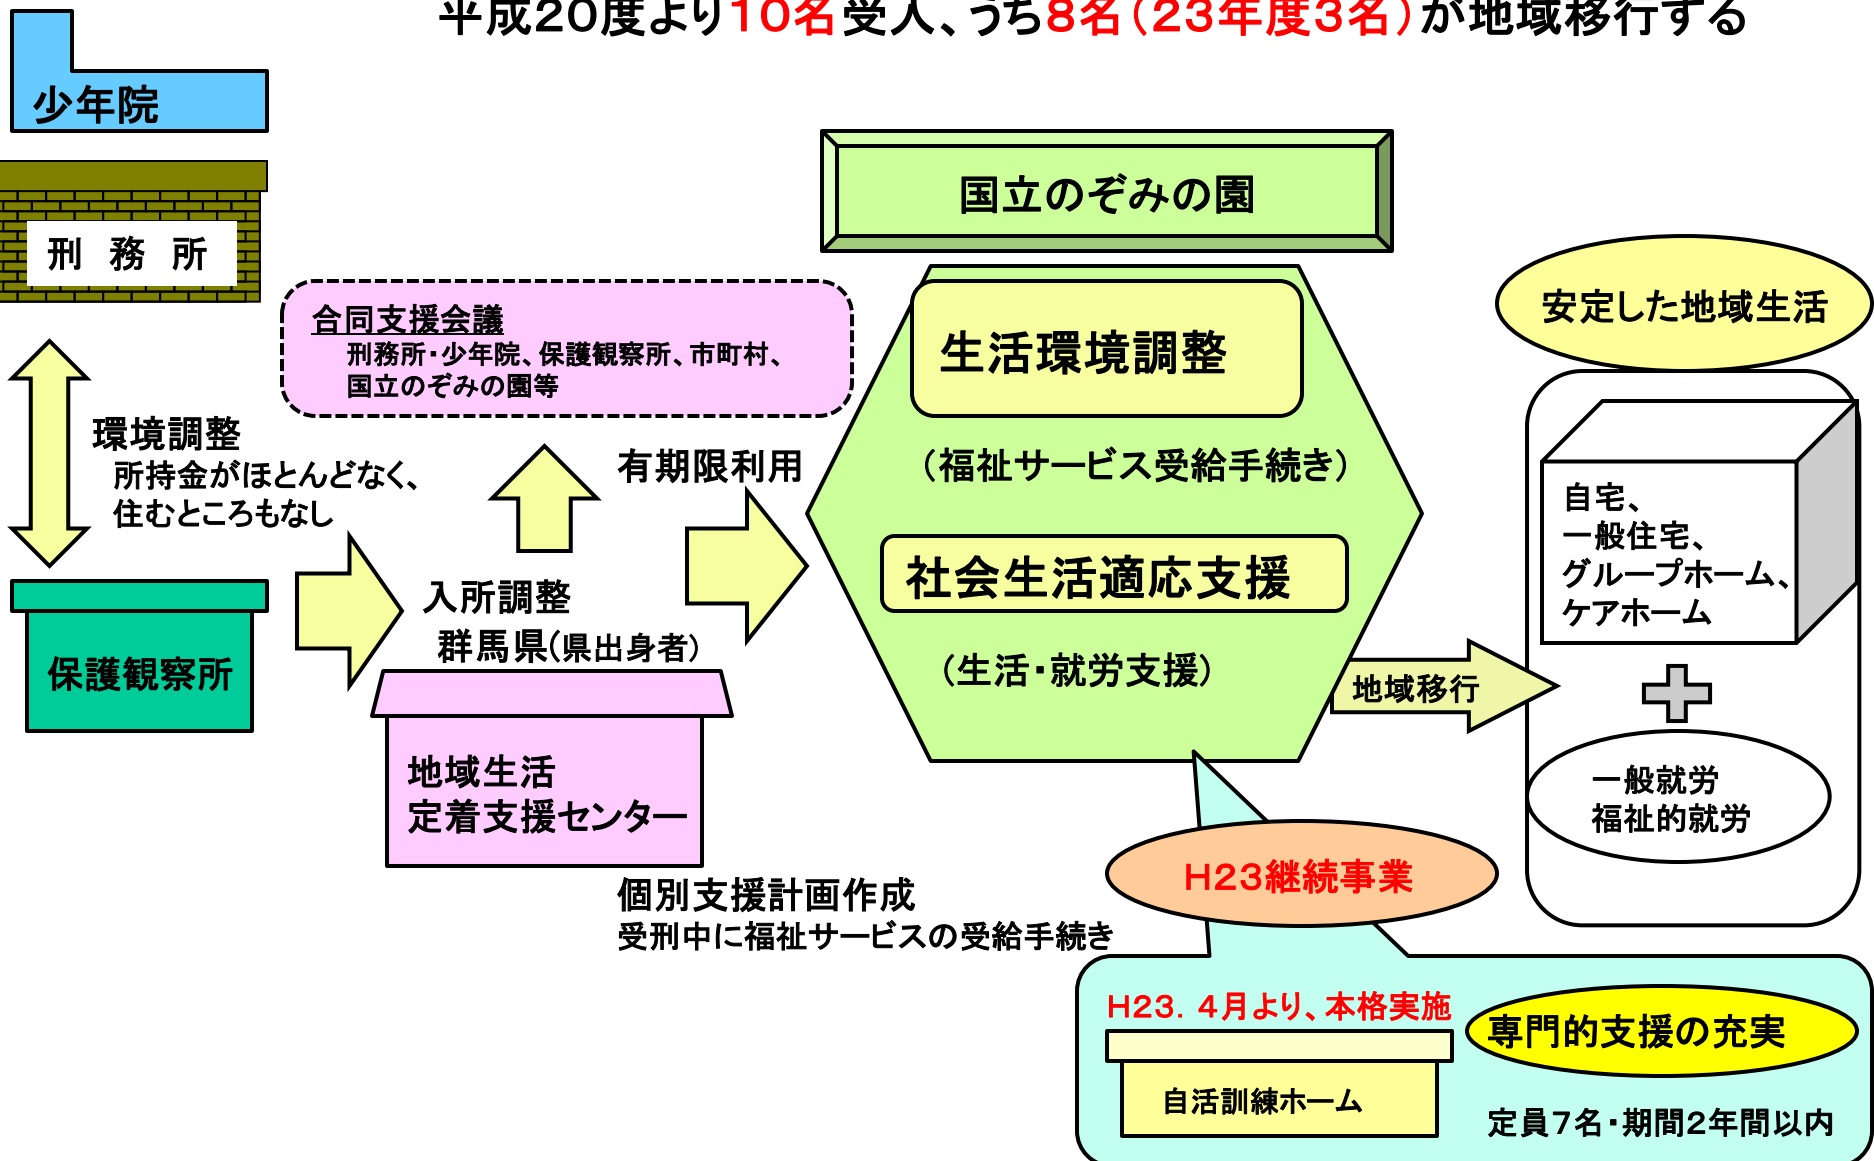 平成20度より10名受入、うち8名（23年度3名）が地域移行する
少年院
刑　務　所
国立のぞみの園
合同支援会議
刑務所・少年院、保護観察所、市町村、
国立のぞみの園等
生活環境調整
安定した地域生活
環境調整
所持金がほとんどなく、
住むところもなし
有期限利用
（福祉サービス受給手続き）
自宅、
一般住宅、
グループホーム、
ケアホーム
社会生活適応支援
入所調整
群馬県(県出身者)
（生活・就労支援）
保護観察所
地域移行
地域生活
定着支援センター
一般就労
福祉的就労
個別支援計画作成
受刑中に福祉サービスの受給手続き
H23継続事業
H23．4月より、本格実施
専門的支援の充実
自活訓練ホーム
定員7名・期間2年間以内